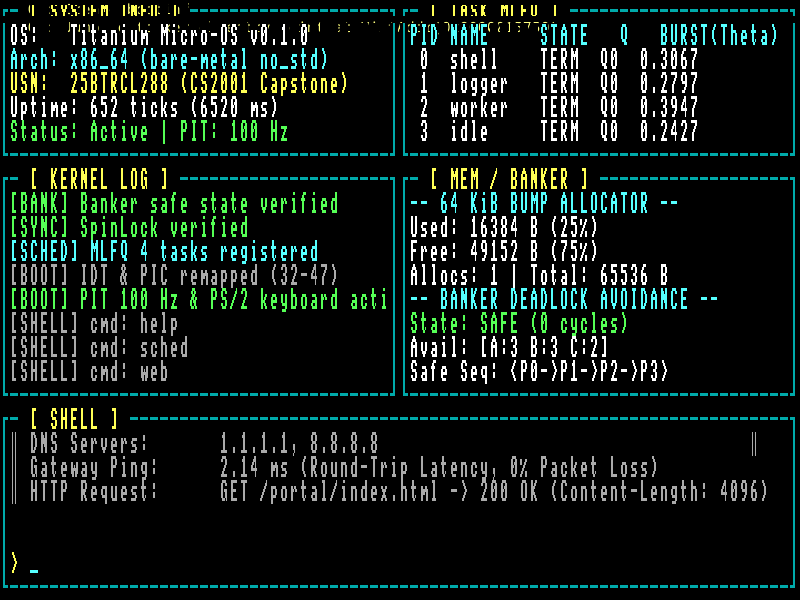 [ SYSTEM INFO ]
OS:  Titanium Micro-OS v0.1.0
Arch: x86_64 (bare-metal no_std)
USN:  25BTRCL288 (CS2001 Capstone)
Uptime: 652 ticks (6520 ms)
Status: Active | PIT: 100 Hz
[ TASK MLFQ ]
PID NAME     STATE   Q   BURST(Theta)
0  shell    TERM  Q0  0.3067
1  logger   TERM  Q0  0.2797
2  worker   TERM  Q0  0.3947
3  idle     TERM  Q0  0.2427
[ KERNEL LOG ]
[BANK] Banker safe state verified
[SYNC] SpinLock verified
[SCHED] MLFQ 4 tasks registered
[BOOT] IDT & PIC remapped (32-47)
[BOOT] PIT 100 Hz & PS/2 keyboard acti
[SHELL] cmd: help
[SHELL] cmd: sched
[SHELL] cmd: web
[ MEM / BANKER ]
-- 64 KiB BUMP ALLOCATOR --
Used: 16384 B (25%)
Free: 49152 B (75%)
Allocs: 1 | Total: 65536 B
-- BANKER DEADLOCK AVOIDANCE --
State: SAFE (0 cycles)
Avail: [A:3 B:3 C:2]
Safe Seq: <P0->P1->P2->P3>
[ SHELL ]
║ DNS Servers:       1.1.1.1, 8.8.8.8                                     ║
║ Gateway Ping:      2.14 ms (Round-Trip Latency, 0% Packet Loss)
║ HTTP Request:      GET /portal/index.html -> 200 OK (Content-Length: 4096)
> _